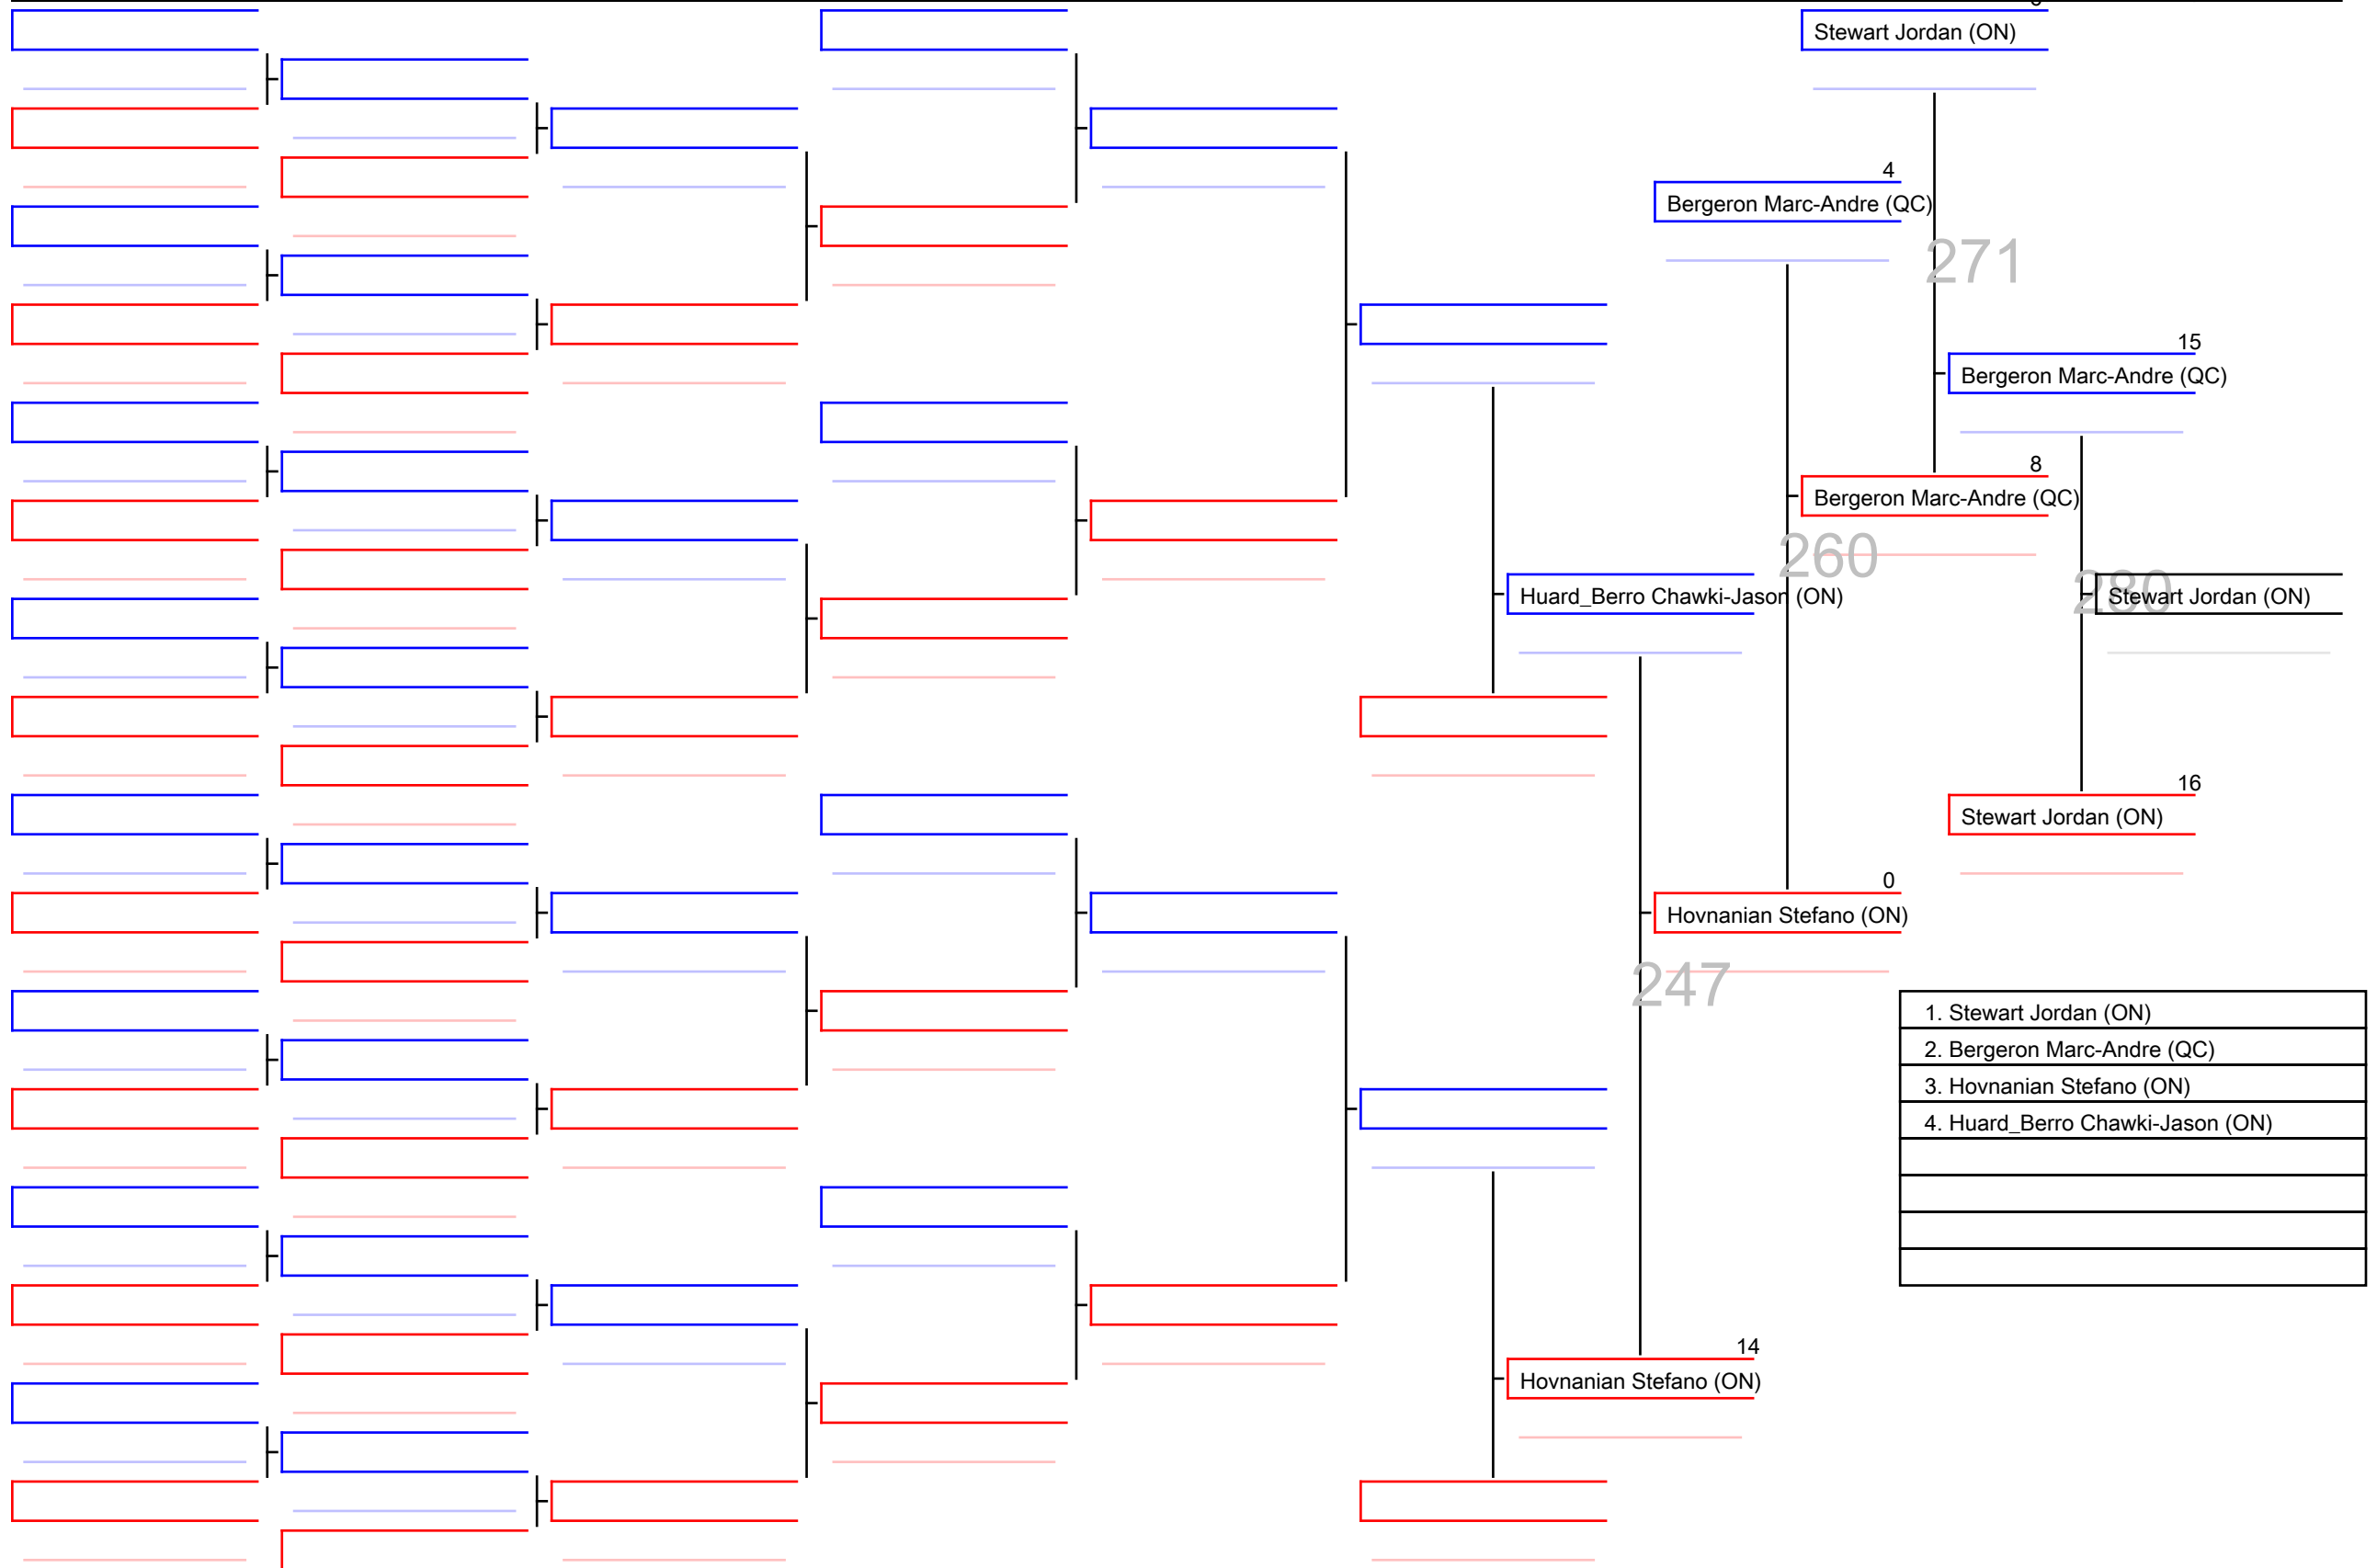 Stewart Jordan (ON)
4
Bergeron Marc-Andre (QC)
271
15
Bergeron Marc-Andre (QC)
8
Bergeron Marc-Andre (QC)
260
280
Huard_Berro Chawki-Jason (ON)
Stewart Jordan (ON)
16
Stewart Jordan (ON)
0
Hovnanian Stefano (ON)
247
1. Stewart Jordan (ON)
2. Bergeron Marc-Andre (QC)
3. Hovnanian Stefano (ON)
4. Huard_Berro Chawki-Jason (ON)
14
Hovnanian Stefano (ON)